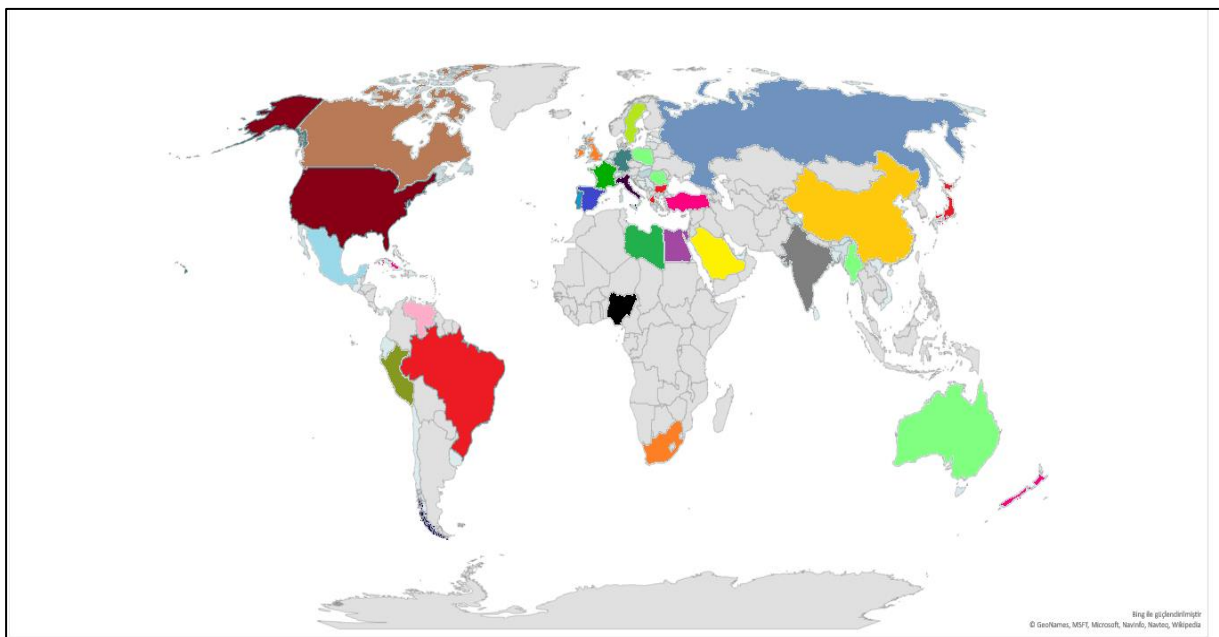 Bing ile güçlendirilmiştir
© GeoNames, MSFT, Microsoft, NavInfo, Navteq, Wikipedia